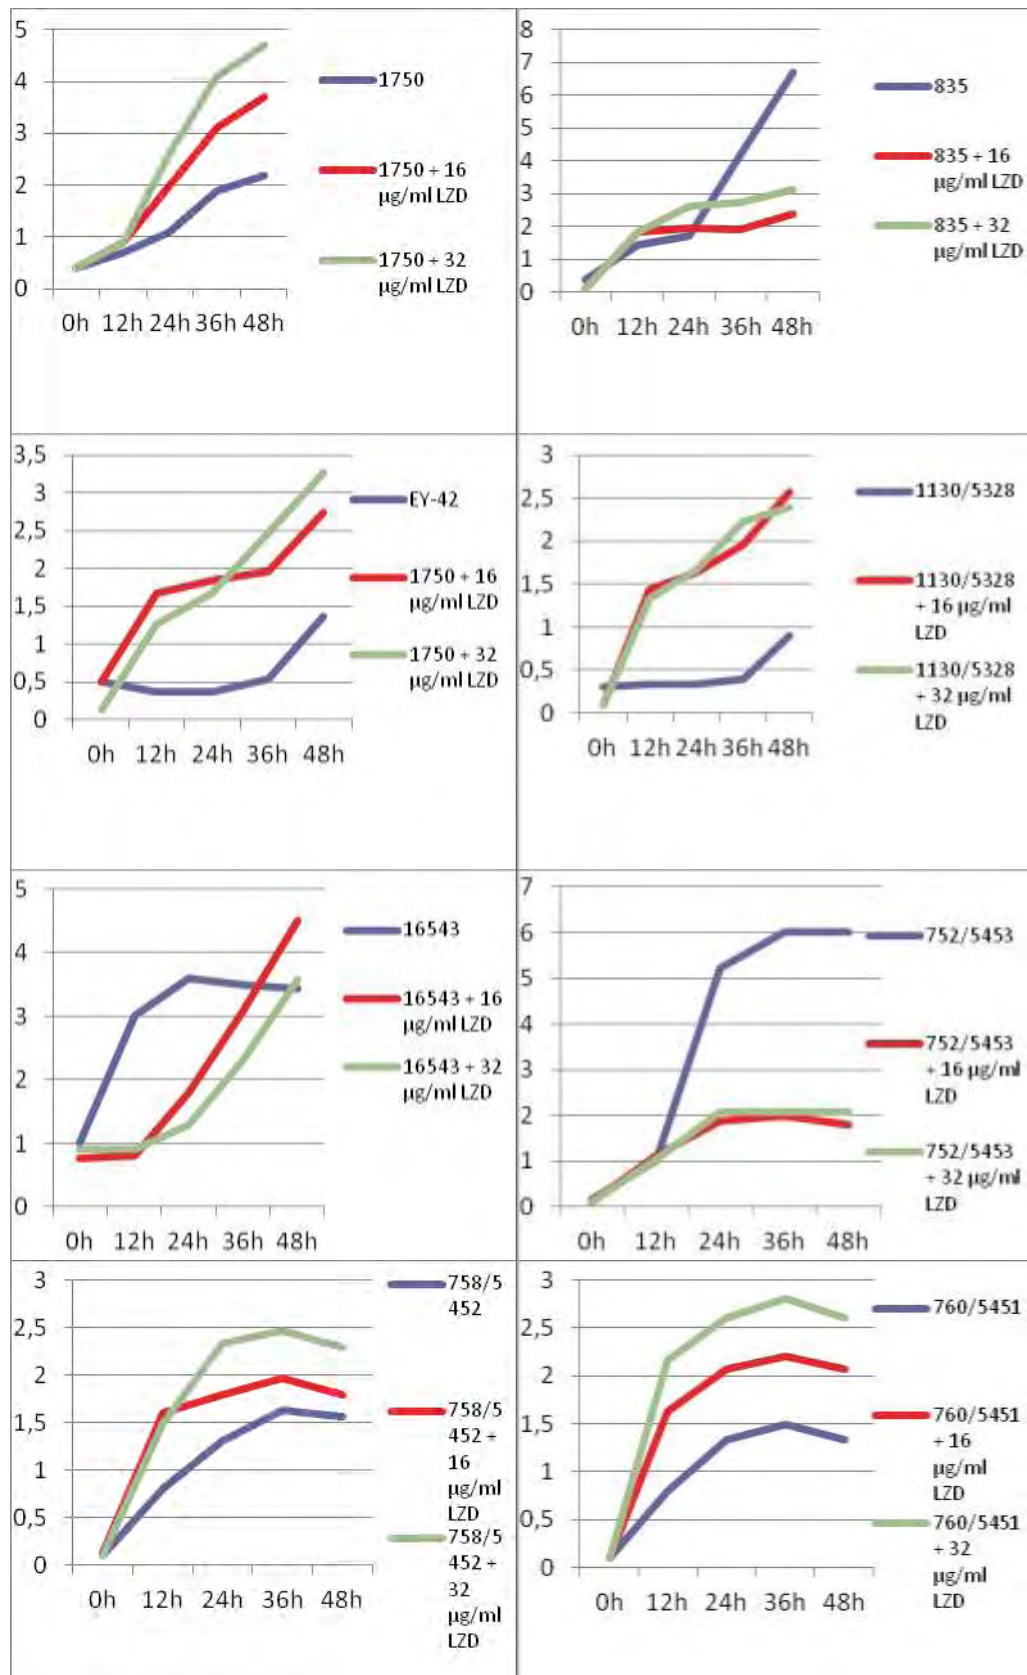 5
4
3
2
1
0
0h 12h 24h 36h 48h
1750
1750 + 16
µg/ml LZD
1750 + 32
µg/ml LZD
8
7
6
5
4
3
2
1
0
0h 12h 24h 36h 48h
835
835 + 16
µg/ml LZD
835 + 32
µg/ml LZD
3,5
3
2,5
2
1,5
1
0,5
0
0h 12h 24h 36h 48h
EY-42
1750 + 16
µg/ml LZD
1750 + 32
µg/ml LZD
3
2,5
2
1,5
1
0,5
0
0h 12h 24h 36h 48h
1130/5328
1130/5328
+ 16 µg/ml
LZD
1130/5328
+ 32 µg/ml
LZD
5
4
3
2
1
0
0h 12h 24h 36h 48h
16543
16543 + 16
µg/ml LZD
16543 + 32
µg/ml LZD
7
6
5
4
3
2
1
0
0h 12h 24h 36h 48h
752/5453
752/5453
+ 16 µg/ml
LZD
752/5453
+ 32 µg/ml
LZD
3
2,5
2
1,5
1
0,5
0
0h 12h 24h 36h 48h
758/5
452
758/5
452 +
16
µg/ml
LZD
758/5
452 +
32
µg/ml
LZD
3
2,5
2
1,5
1
0,5
0
0h 12h 24h 36h 48h
760/5451
760/5451
+ 16
µg/ml
LZD
760/5451
+ 32
µg/ml
LZD